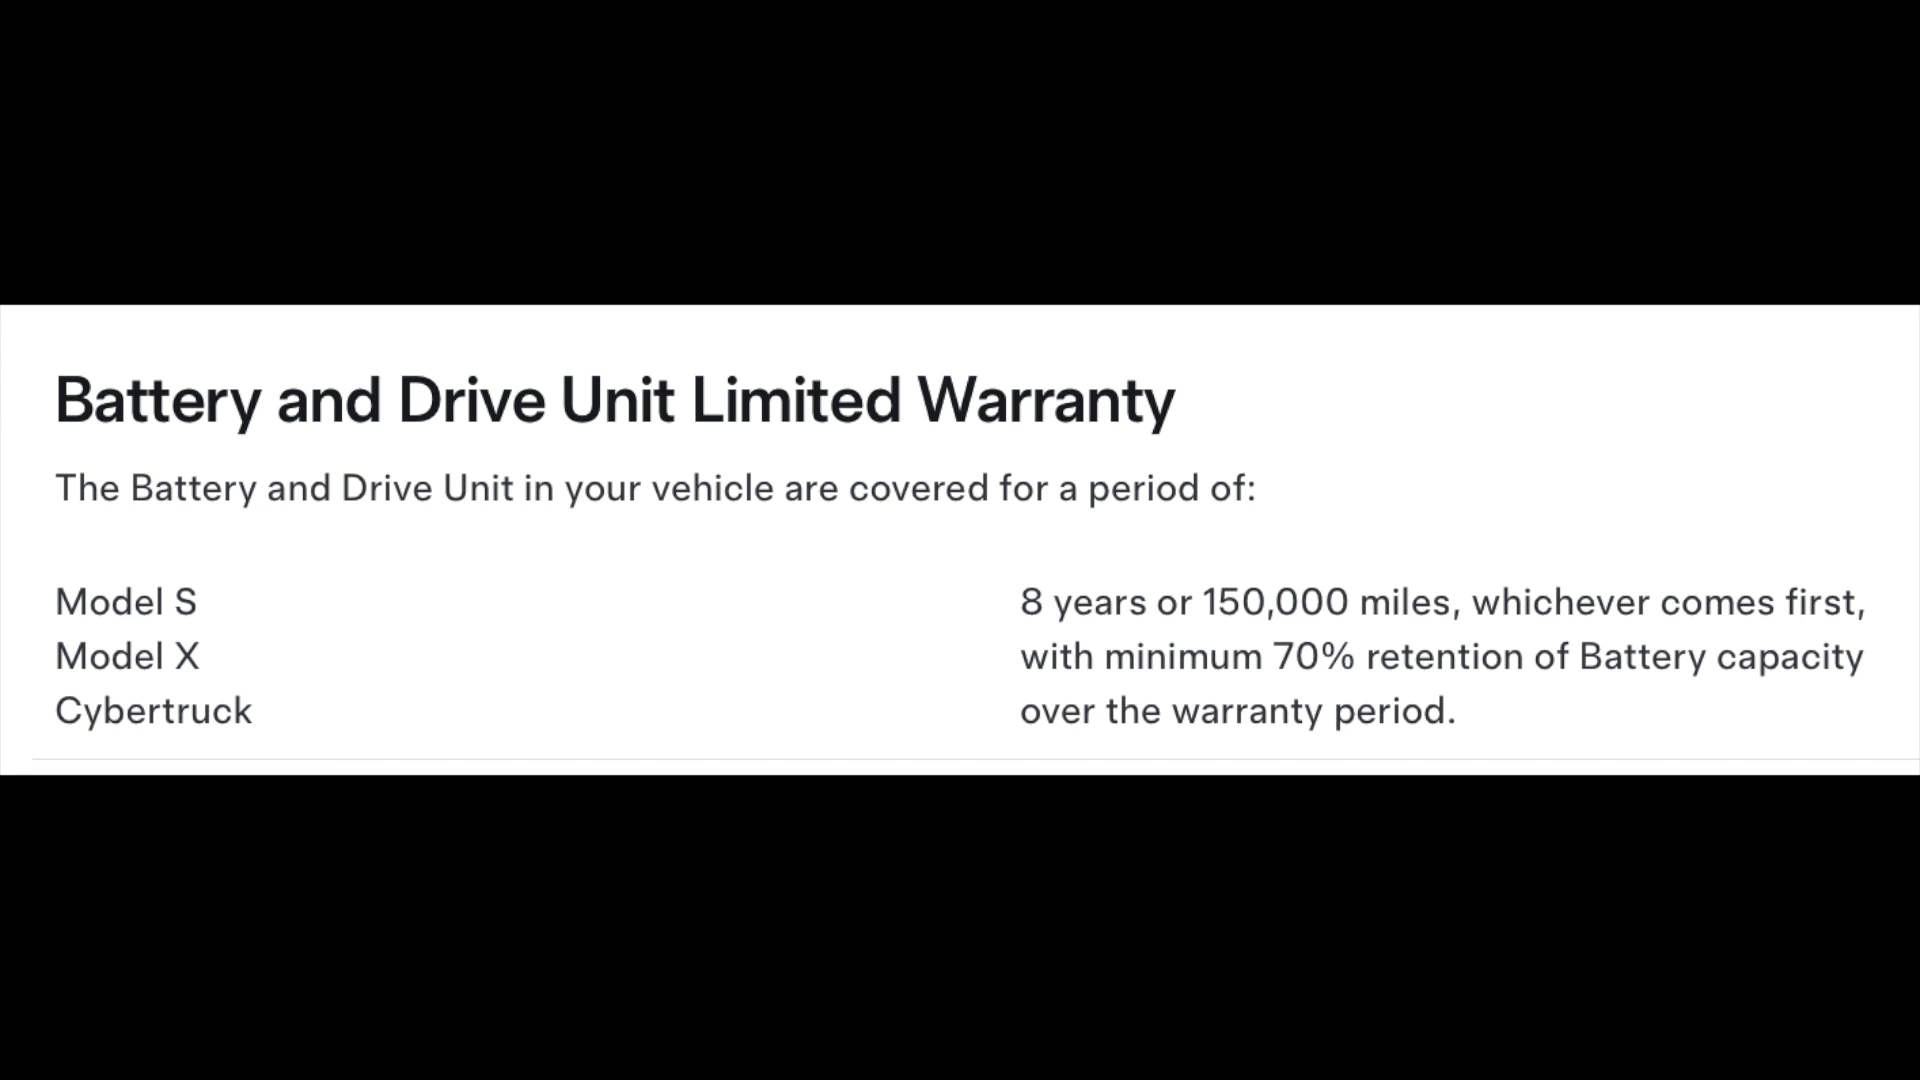 Battery and Drive Unit Limited Warranty
The Battery and Drive Unit in your vehicle are covered for a period of:
Model S
Model X
Cybertruck
8 years or 150,000 miles, whichever comes first,
with minimum 70% retention of Battery capacity
over the warranty period.